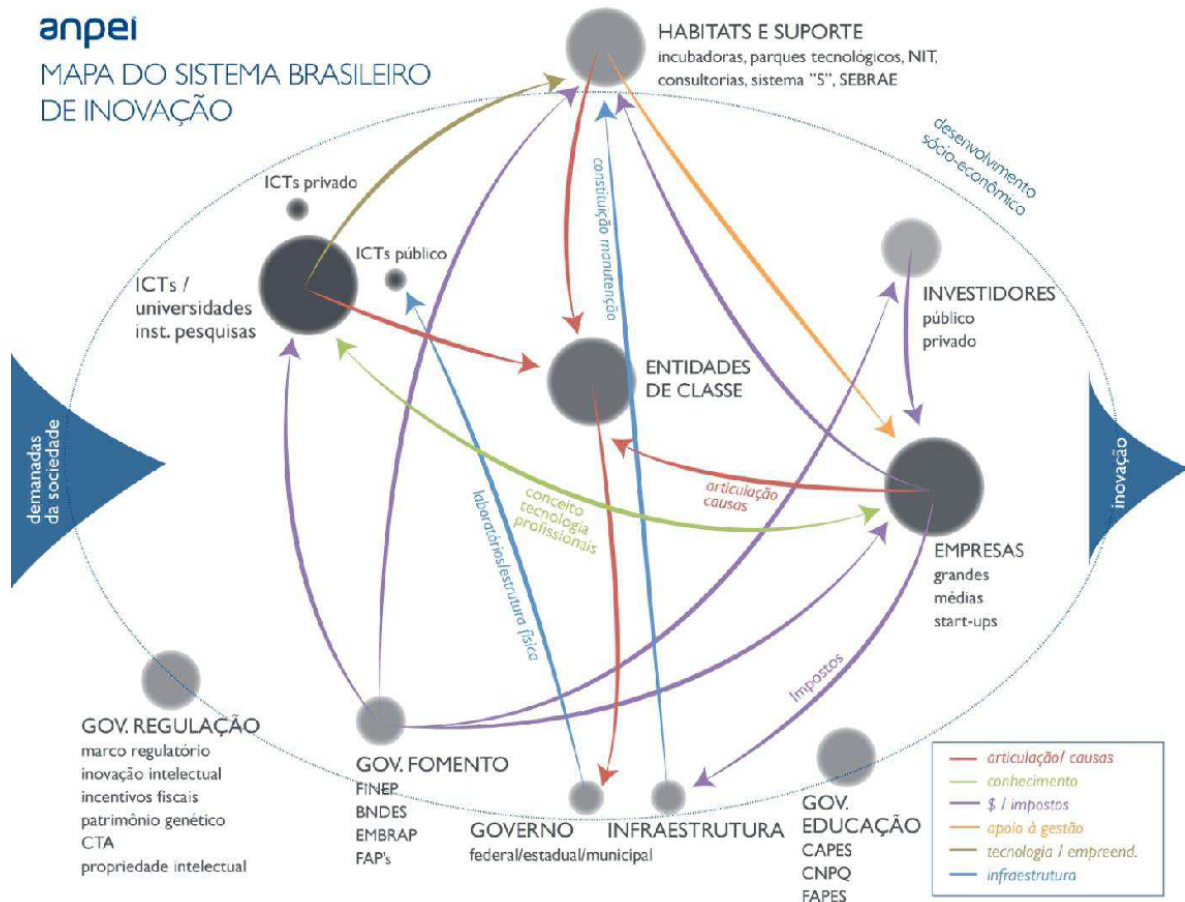 anpei
MAPA DO SISTEMA BRASILEIRO
DE INOVAÇÃO
HABITATS E SUPORTE
incubadoras, parques tecnológicos, NIT,
consultorias, sistema "S", SEBRAE
desenvolvimento
sócio-econômico
ICTs privado
ICTs público
ICTs /
universidades
inst. pesquisas
constituição manutenção
INVESTIDORES
público
privado
ENTIDADES
DE CLASSE
demanadas
da sociedade
inovação
articulação
causas
conceito
tecnologia
profissionais
laboratórios/estrutura física
EMPRESAS
grandes
médias
start-ups
Impostos
GOV. REGULAÇÃO
marco regulatório
inovação intelectual
incentivos fiscais
patrimônio genético
CTA
propriedade intelectual
GOV. FOMENTO
FINEP
BNDES
EMBRAP
FAP's
GOVERNO
federal/estadual/municipal
INFRAESTRUTURA
GOV.
EDUCAÇÃO
CAPES
CNPQ
FAPES
articulação/ causas
conhecimento
$ / impostos
apoio à gestão
tecnologia / empreend.
infraestrutura